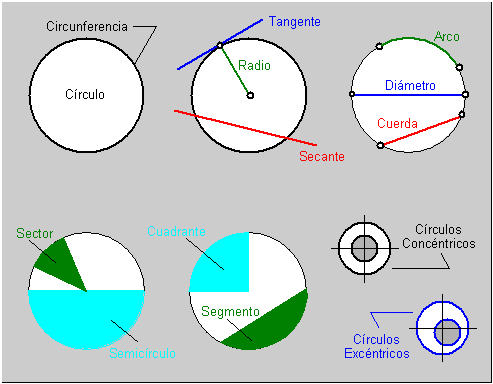 Circunferencia
Círculo
Tangente
Radio
Secante
Arco
Diámetro
Cuerda
Sector
Semicírculo
Cuadrante
Segmento
Círculos
Concéntricos
Círculos
Excéntricos